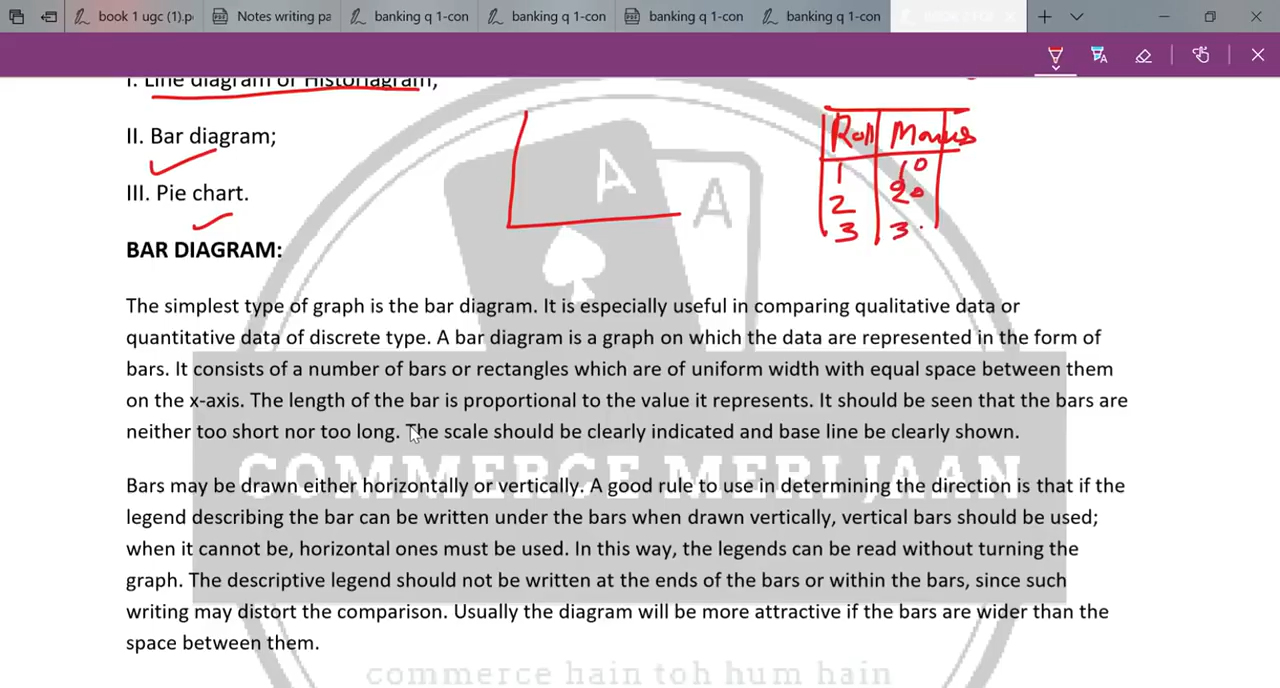 book 1 ugc (1).p
Notes writing pa
banking q 1-con
banking q 1-con
banking q 1-con
banking q 1-con
I. Line diagram or Historiagram;
II. Bar diagram;
III. Pie chart.
Roll Marks
1 10
2 20
3 3
A
A
BAR DIAGRAM:
The simplest type of graph is the bar diagram. It is especially useful in comparing qualitative data or
quantitative data of discrete type. A bar diagram is a graph on which the data are represented in the form of
bars. It consists of a number of bars or rectangles which are of uniform width with equal space between them
on the x-axis. The length of the bar is proportional to the value it represents. It should be seen that the bars are
neither too short nor too long. The scale should be clearly indicated and base line be clearly shown.
COMMERCE MERI JAAN
Bars may be drawn either horizontally or vertically. A good rule to use in determining the direction is that if the
legend describing the bar can be written under the bars when drawn vertically, vertical bars should be used;
when it cannot be, horizontal ones must be used. In this way, the legends can be read without turning the
graph. The descriptive legend should not be written at the ends of the bars or within the bars, since such
writing may distort the comparison. Usually the diagram will be more attractive if the bars are wider than the
space between them.
commerce hain toh hum hain